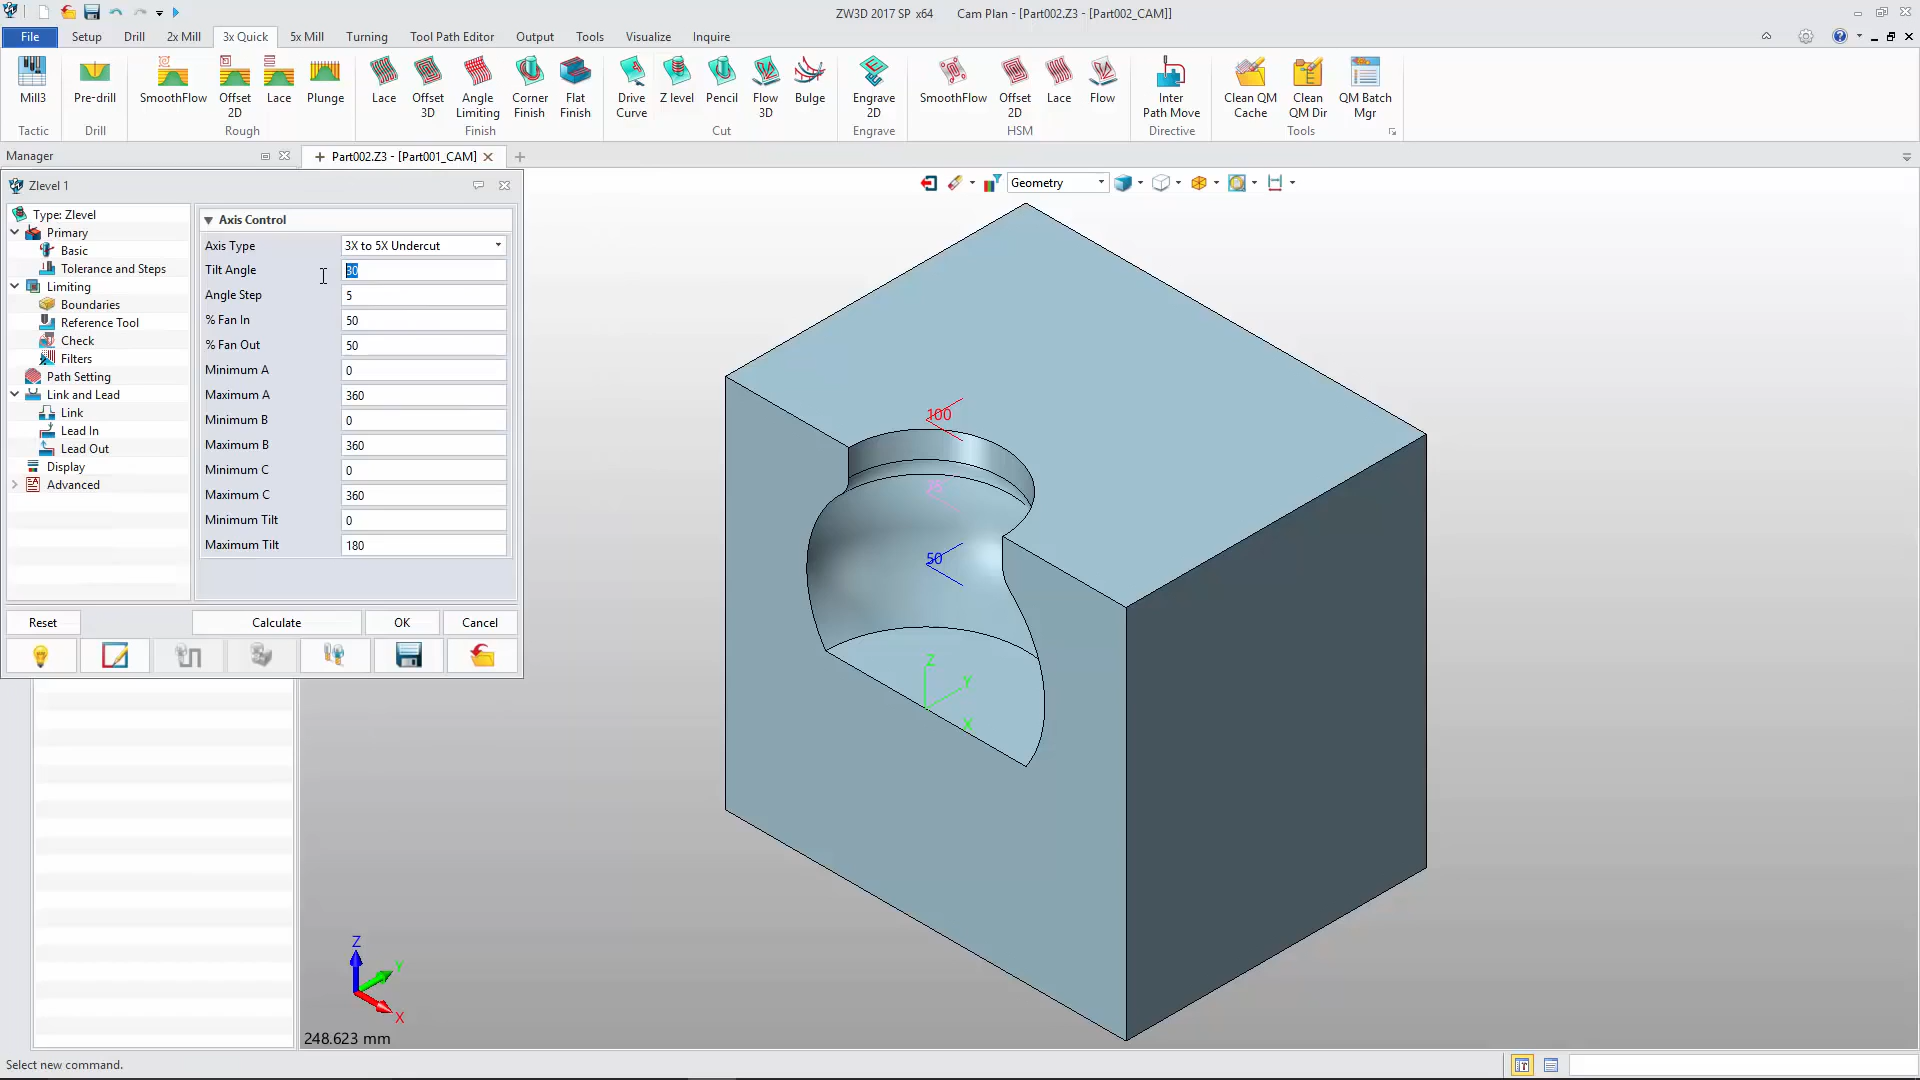 ZW3D 2017 SP x64 Cam Plan - [Part002.Z3 - [Part002_CAM]]
File Setup Drill 2x Mill 3x Quick 5x Mill Turning Tool Path Editor Output Tools Visualize Inquire
Mill3 Pre-drill SmoothFlow Offset 2D Lace Plunge Lace Offset 3D Angle Limiting Corner Finish Flat Finish Drive Curve Z level Pencil Flow 3D Bulge Engrave 2D SmoothFlow Offset 2D Lace Flow Inter Path Move Clean QM Cache Clean QM Dir QM Batch Mgr
Tactic Drill Rough Finish Cut Engrave HSM Directive Tools
Manager Part002.Z3 - [Part001_CAM]
Zlevel 1
Geometry
Type: Zlevel
Primary
Basic
Tolerance and Steps
Limiting
Boundaries
Reference Tool
Check
Filters
Path Setting
Link and Lead
Link
Lead In
Lead Out
Display
Advanced
Axis Control
Axis Type 3X to 5X Undercut
Tilt Angle 30
Angle Step 5
% Fan In 50
% Fan Out 50
Minimum A 0
Maximum A 360
Minimum B 0
Maximum B 360
Minimum C 0
Maximum C 360
Minimum Tilt 0
Maximum Tilt 180
Reset Calculate OK Cancel
100
75
50
Z
Y
X
Z
Y
X
248.623 mm
Select new command.